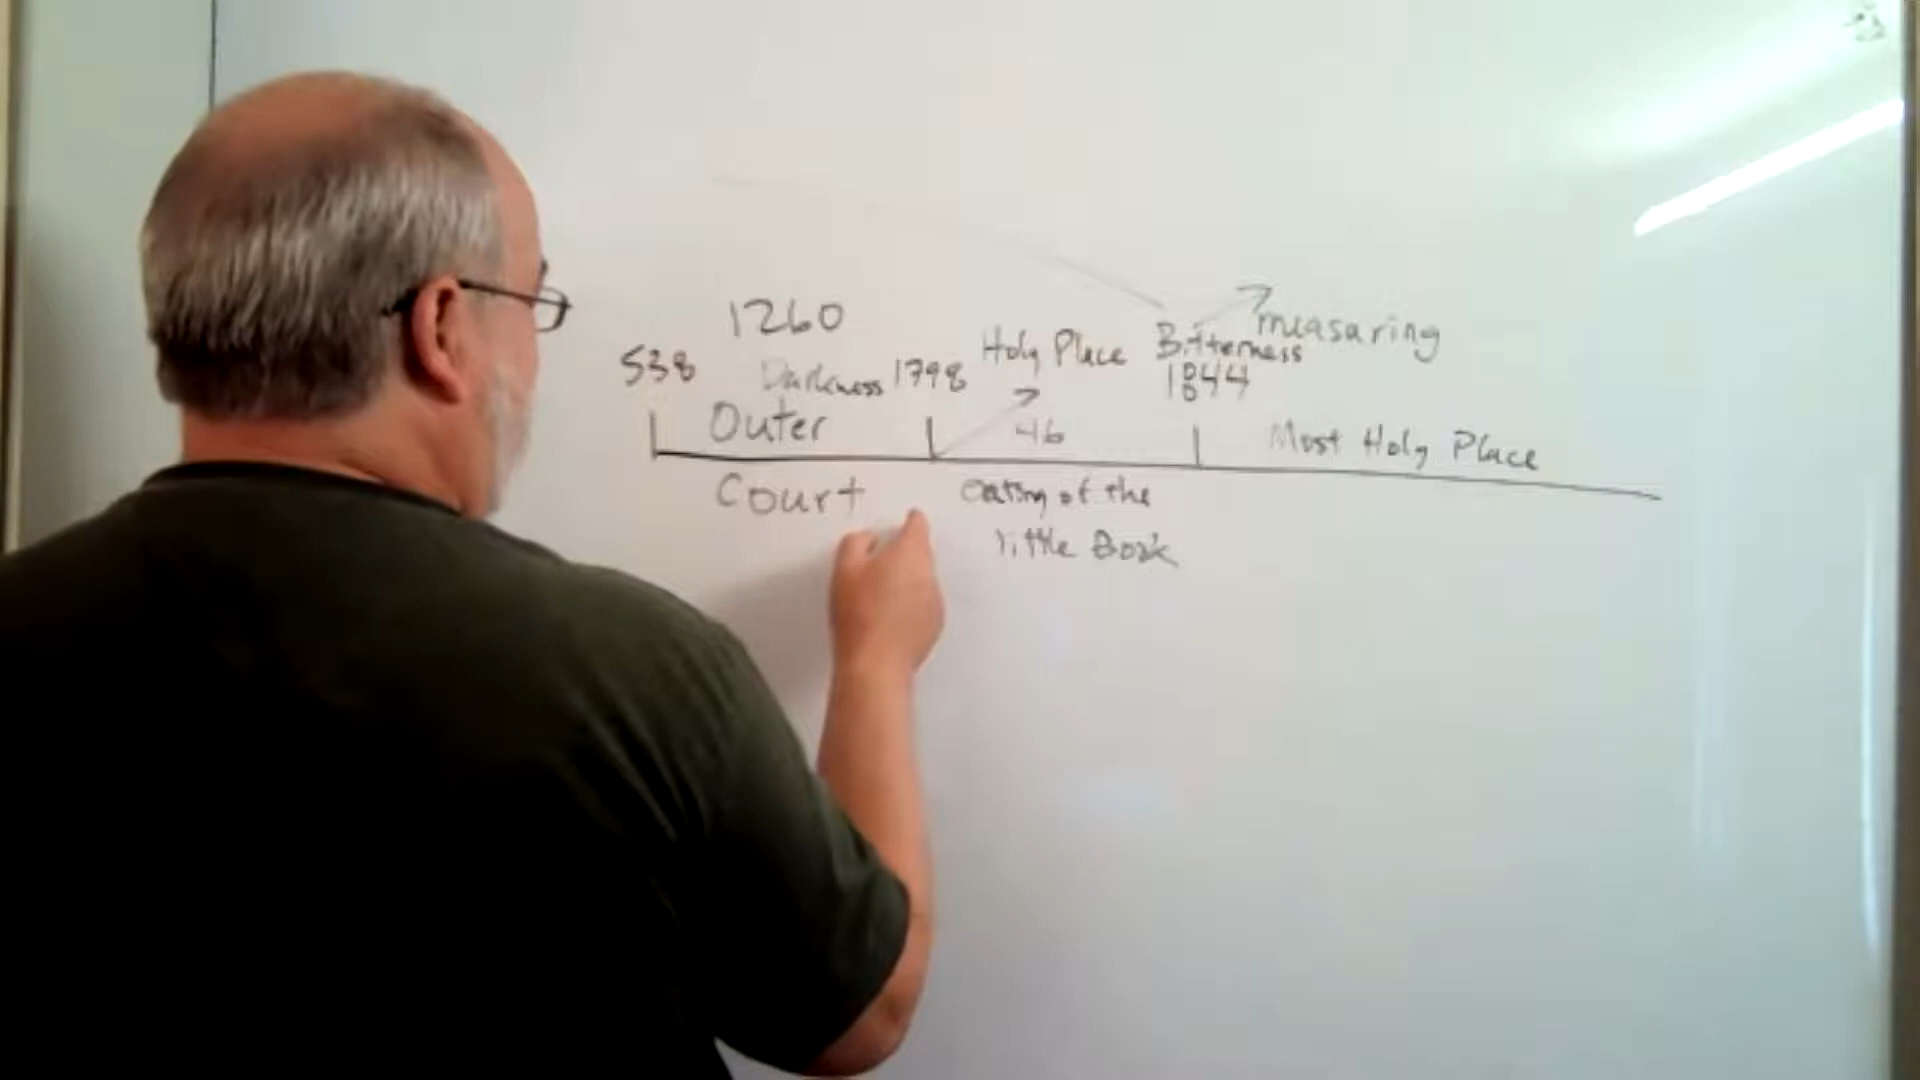 1260
538
Darkness
1798
Holy Place
Bitterness
measuring
1844
Outer
46
Most Holy Place
Court
eating of the
little Book